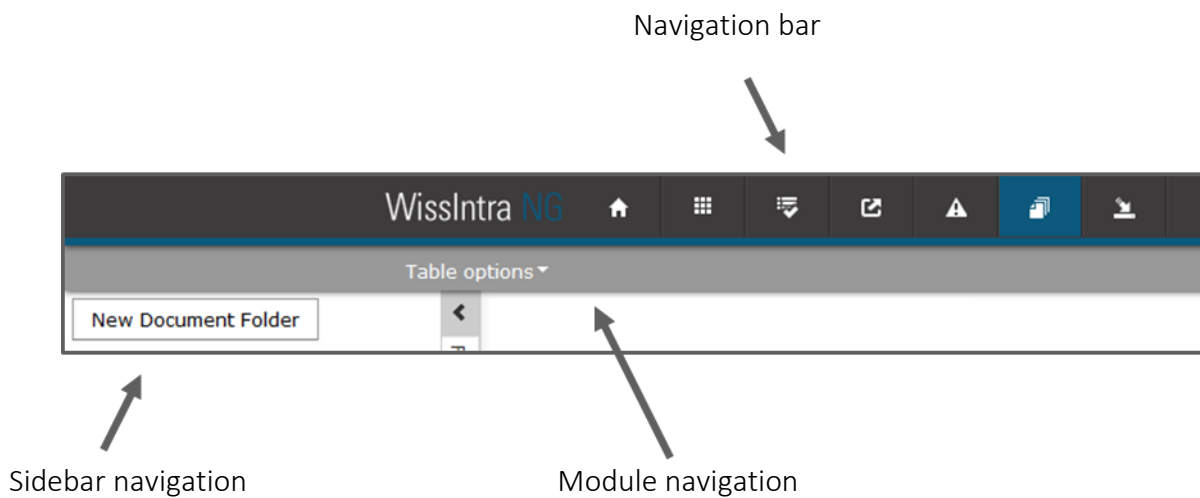 Navigation bar
WissIntra NG
Table options
New Document Folder
Sidebar navigation
Module navigation